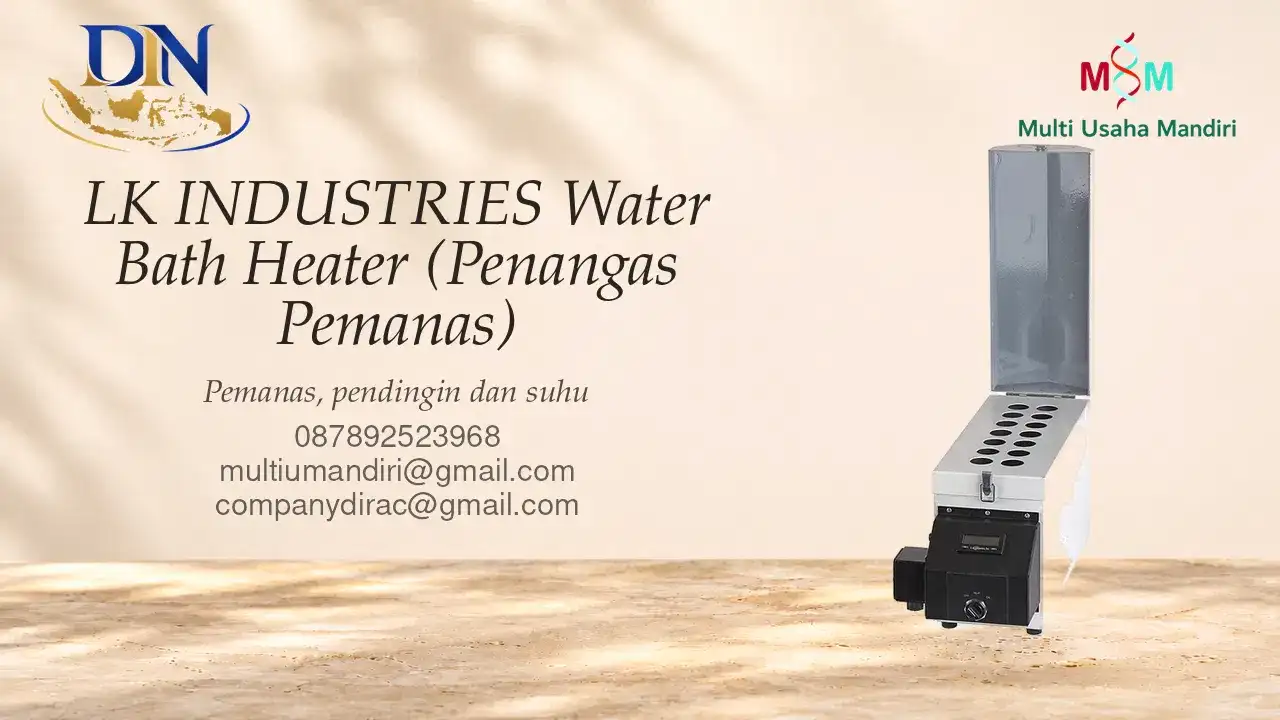 DIN
MSM
Multi Usaha Mandiri
LK INDUSTRIES Water
Bath Heater (Penangas
Pemanas)
Pemanas, pendingin dan suhu
087892523968
multiumandiri@gmail.com
companydirac@gmail.com